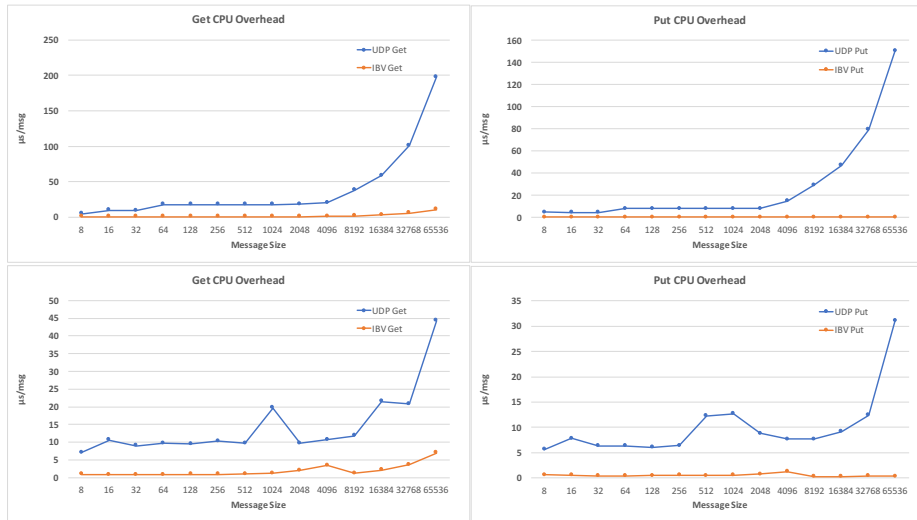 Get CPU Overhead
250
200
150
100
50
0
µs/msg
UDP Get
IBV Get
8 16 32 64 128 256 512 1024 2048 4096 8192 16384 32768 65536
Message Size
Put CPU Overhead
160
140
120
100
80
60
40
20
0
µs/msg
UDP Put
IBV Put
8 16 32 64 128 256 512 1024 2048 4096 8192 16384 32768 65536
Message Size
Get CPU Overhead
50
45
40
35
30
25
20
15
10
5
0
µs/msg
UDP Get
IBV Get
8 16 32 64 128 256 512 1024 2048 4096 8192 16384 32768 65536
Message Size
Put CPU Overhead
35
30
25
20
15
10
5
0
µs/msg
UDP Put
IBV Put
8 16 32 64 128 256 512 1024 2048 4096 8192 16384 32768 65536
Message Size